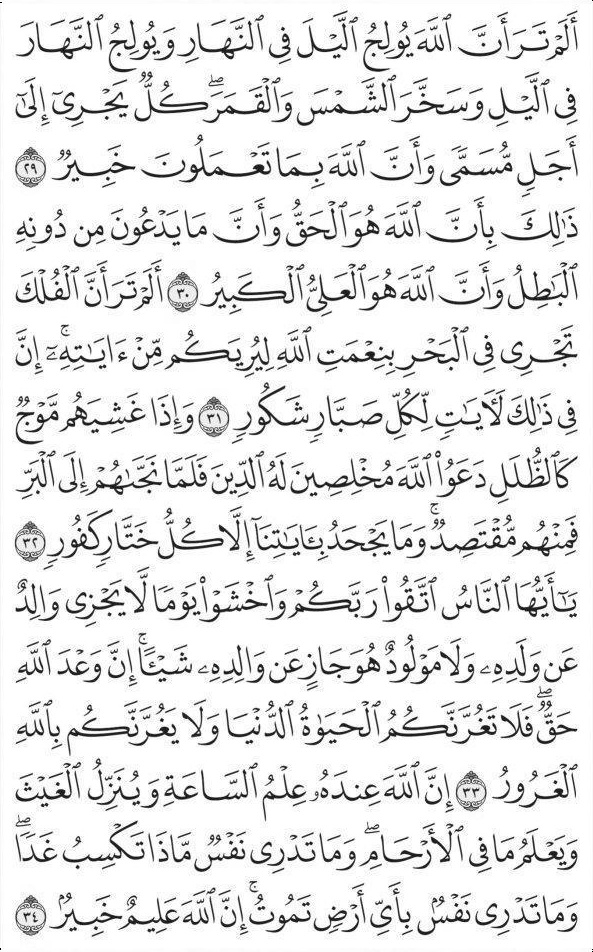 أَلَمۡ تَرَ أَنَّ ٱللَّهَ يُولِجُ ٱلَّيۡلَ فِي ٱلنَّهَارِ وَيُولِجُ ٱلنَّهَارَ
فِي ٱلَّيۡلِ وَسَخَّرَ ٱلشَّمۡسَ وَٱلۡقَمَرَۖ كُلّٞ يَجۡرِيٓ إِلَىٰٓ
أَجَلٖ مُّسَمّٗى وَأَنَّ ٱللَّهَ بِمَا تَعۡمَلُونَ خَبِيرٞ ٢٩
ذَٰلِكَ بِأَنَّ ٱللَّهَ هُوَ ٱلۡحَقُّ وَأَنَّ مَا يَدۡعُونَ مِن دُونِهِ
ٱلۡبَٰطِلُ وَأَنَّ ٱللَّهَ هُوَ ٱلۡعَلِيُّ ٱلۡكَبِيرُ ٣٠ أَلَمۡ تَرَ أَنَّ ٱلۡفُلۡكَ
تَجۡرِي فِي ٱلۡبَحۡرِ بِنِعۡمَتِ ٱللَّهِ لِيُرِيَكُم مِّنۡ ءَايَٰتِهِۦٓۚ إِنَّ
فِي ذَٰلِكَ لَأٓيَٰتٖ لِّكُلِّ صَبَّارٖ شَكُورٖ ٣١ وَإِذَا غَشِيَهُم مَّوۡجٞ
كَٱلظُّلَلِ دَعَوُاْ ٱللَّهَ مُخۡلِصِينَ لَهُ ٱلدِّينَ فَلَمَّا نَجَّىٰهُمۡ إِلَى ٱلۡبَرِّ
فَمِنۡهُم مُّقۡتَصِدٞۚ وَمَا يَجۡحَدُ بِـَٔايَٰتِنَآ إِلَّا كُلُّ خَتَّارٖ كَفُورٖ ٣٢
يَٰٓأَيُّهَا ٱلنَّاسُ ٱتَّقُواْ رَبَّكُمۡ وَٱخۡشَوۡاْ يَوۡمٗا لَّا يَجۡزِي وَالِدٌ
عَن وَلَدِهِۦ وَلَا مَوۡلُودٌ هُوَ جَازٍ عَن وَالِدِهِۦ شَيۡـًٔاۚ إِنَّ وَعۡدَ ٱللَّهِ
حَقّٞۖ فَلَا تَغُرَّنَّكُمُ ٱلۡحَيَوٰةُ ٱلدُّنۡيَا وَلَا يَغُرَّنَّكُم بِٱللَّهِ
ٱلۡغَرُورُ ٣٣ إِنَّ ٱللَّهَ عِندَهُۥ عِلۡمُ ٱلسَّاعَةِ وَيُنَزِّلُ ٱلۡغَيۡثَ
وَيَعۡلَمُ مَا فِي ٱلۡأَرۡحَامِۖ وَمَا تَدۡرِي نَفۡسٞ مَّاذَا تَكۡسِبُ غَدٗاۖ
وَمَا تَدۡرِي نَفۡسُۢ بِأَيِّ أَرۡضٖ تَمُوتُۚ إِنَّ ٱللَّهَ عَلِيمٌ خَبِيرُۢ ٣٤